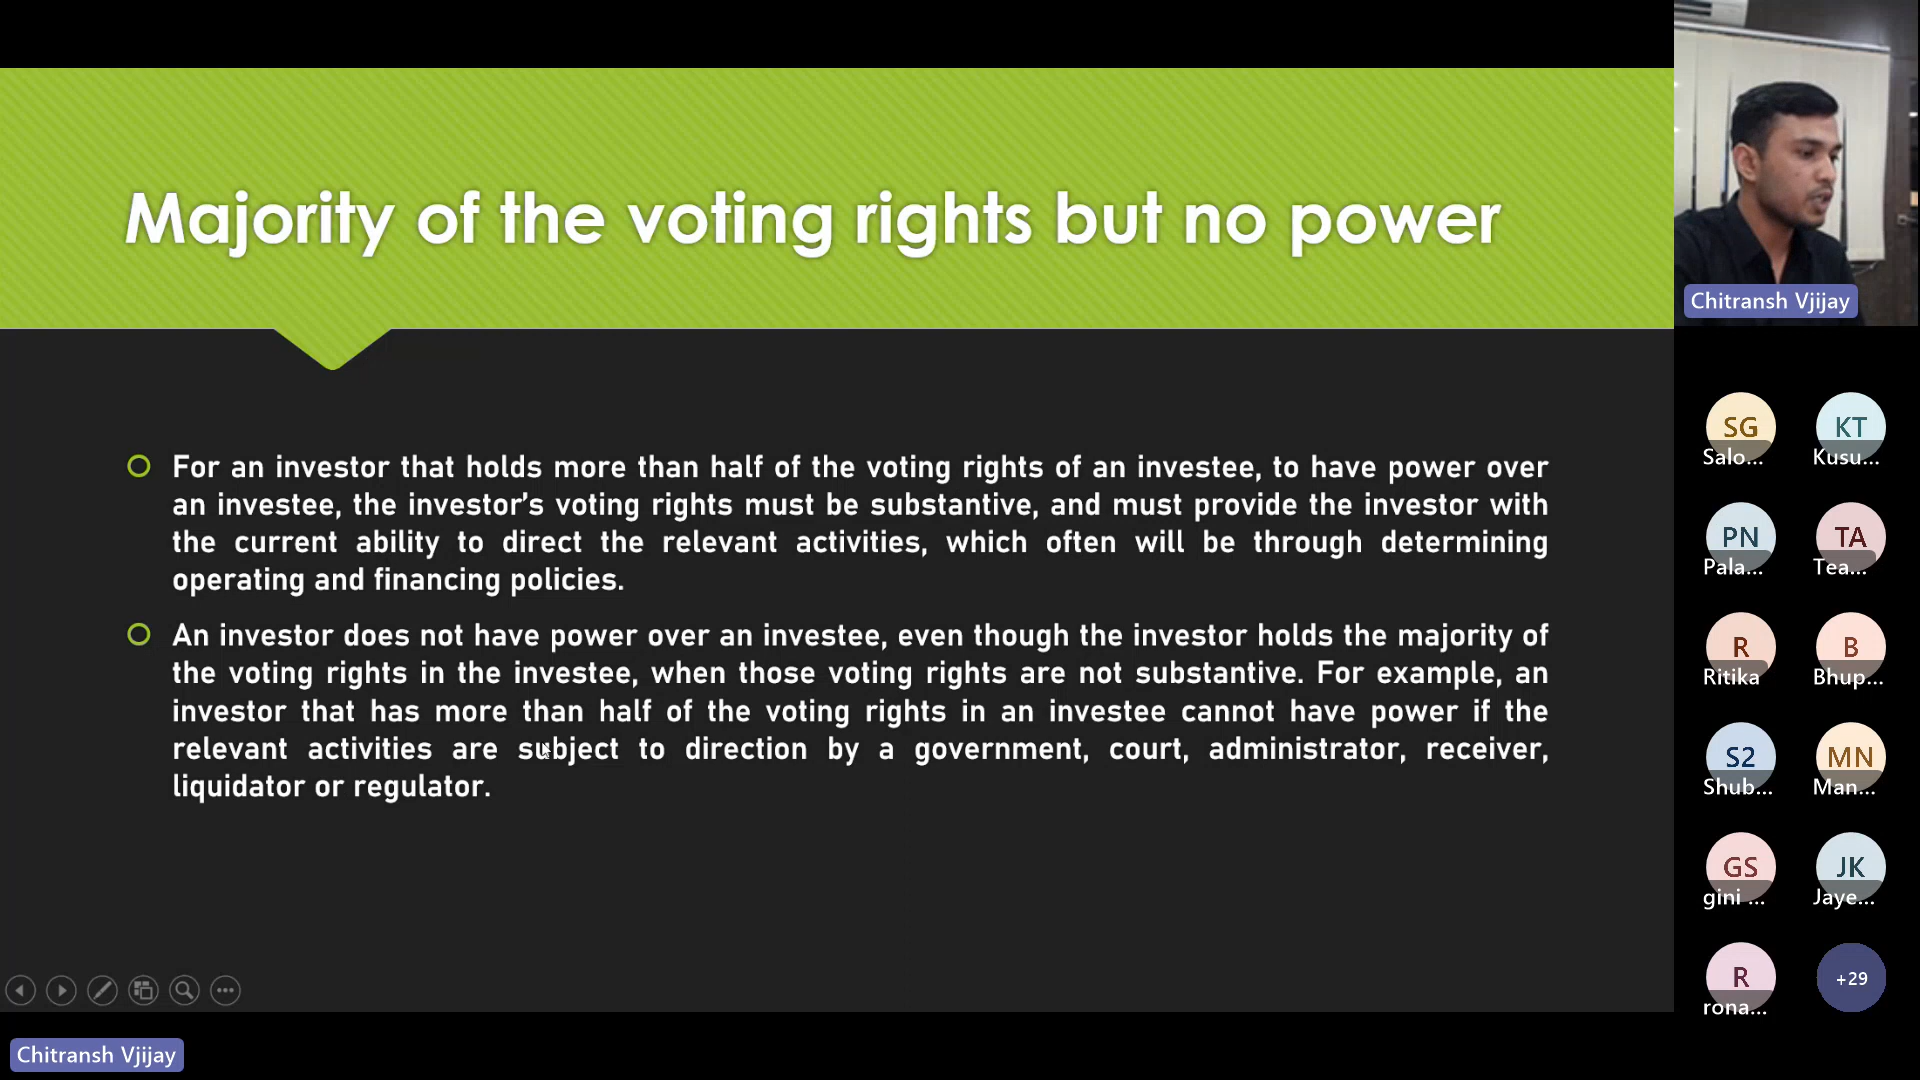 Majority of the voting rights but no power
For an investor that holds more than half of the voting rights of an investee, to have power over
an investee, the investor’s voting rights must be substantive, and must provide the investor with
the current ability to direct the relevant activities, which often will be through determining
operating and financing policies.
An investor does not have power over an investee, even though the investor holds the majority of
the voting rights in the investee, when those voting rights are not substantive. For example, an
investor that has more than half of the voting rights in an investee cannot have power if the
relevant activities are subject to direction by a government, court, administrator, receiver,
liquidator or regulator.
Chitransh Vjijay
Chitransh Vjijay
SG
Salo...
KT
Kusu...
PN
Pala...
TA
Tea...
R
Ritika
B
Bhup...
S2
Shub...
MN
Man...
GS
gini ...
JK
Jaye...
R
rona...
+29